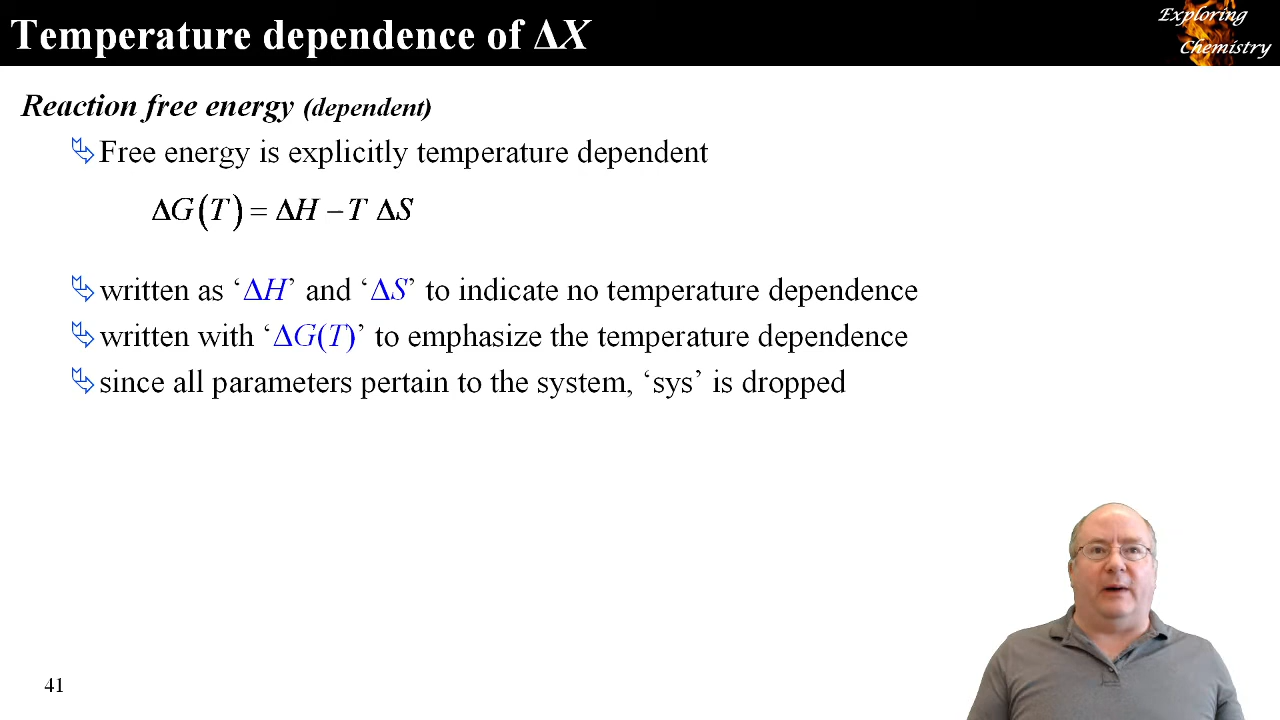 Temperature dependence of ΔX
Exploring
Chemistry
Reaction free energy (dependent)
Free energy is explicitly temperature dependent
ΔG(T) = ΔH − T ΔS
written as ‘ΔH’ and ‘ΔS’ to indicate no temperature dependence
written with ‘ΔG(T)’ to emphasize the temperature dependence
since all parameters pertain to the system, ‘sys’ is dropped
41